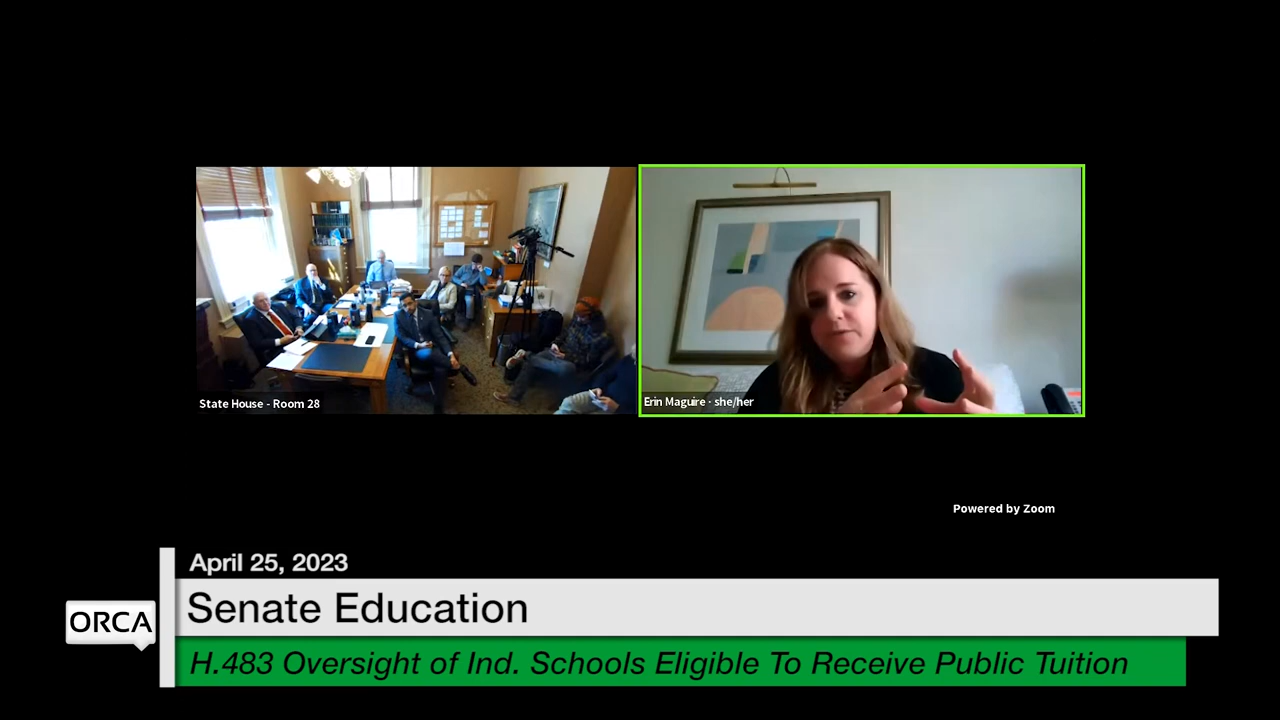 State House - Room 28
Erin Maguire - she/her
Powered by Zoom
April 25, 2023
Senate Education
ORCA
H.483 Oversight of Ind. Schools Eligible To Receive Public Tuition